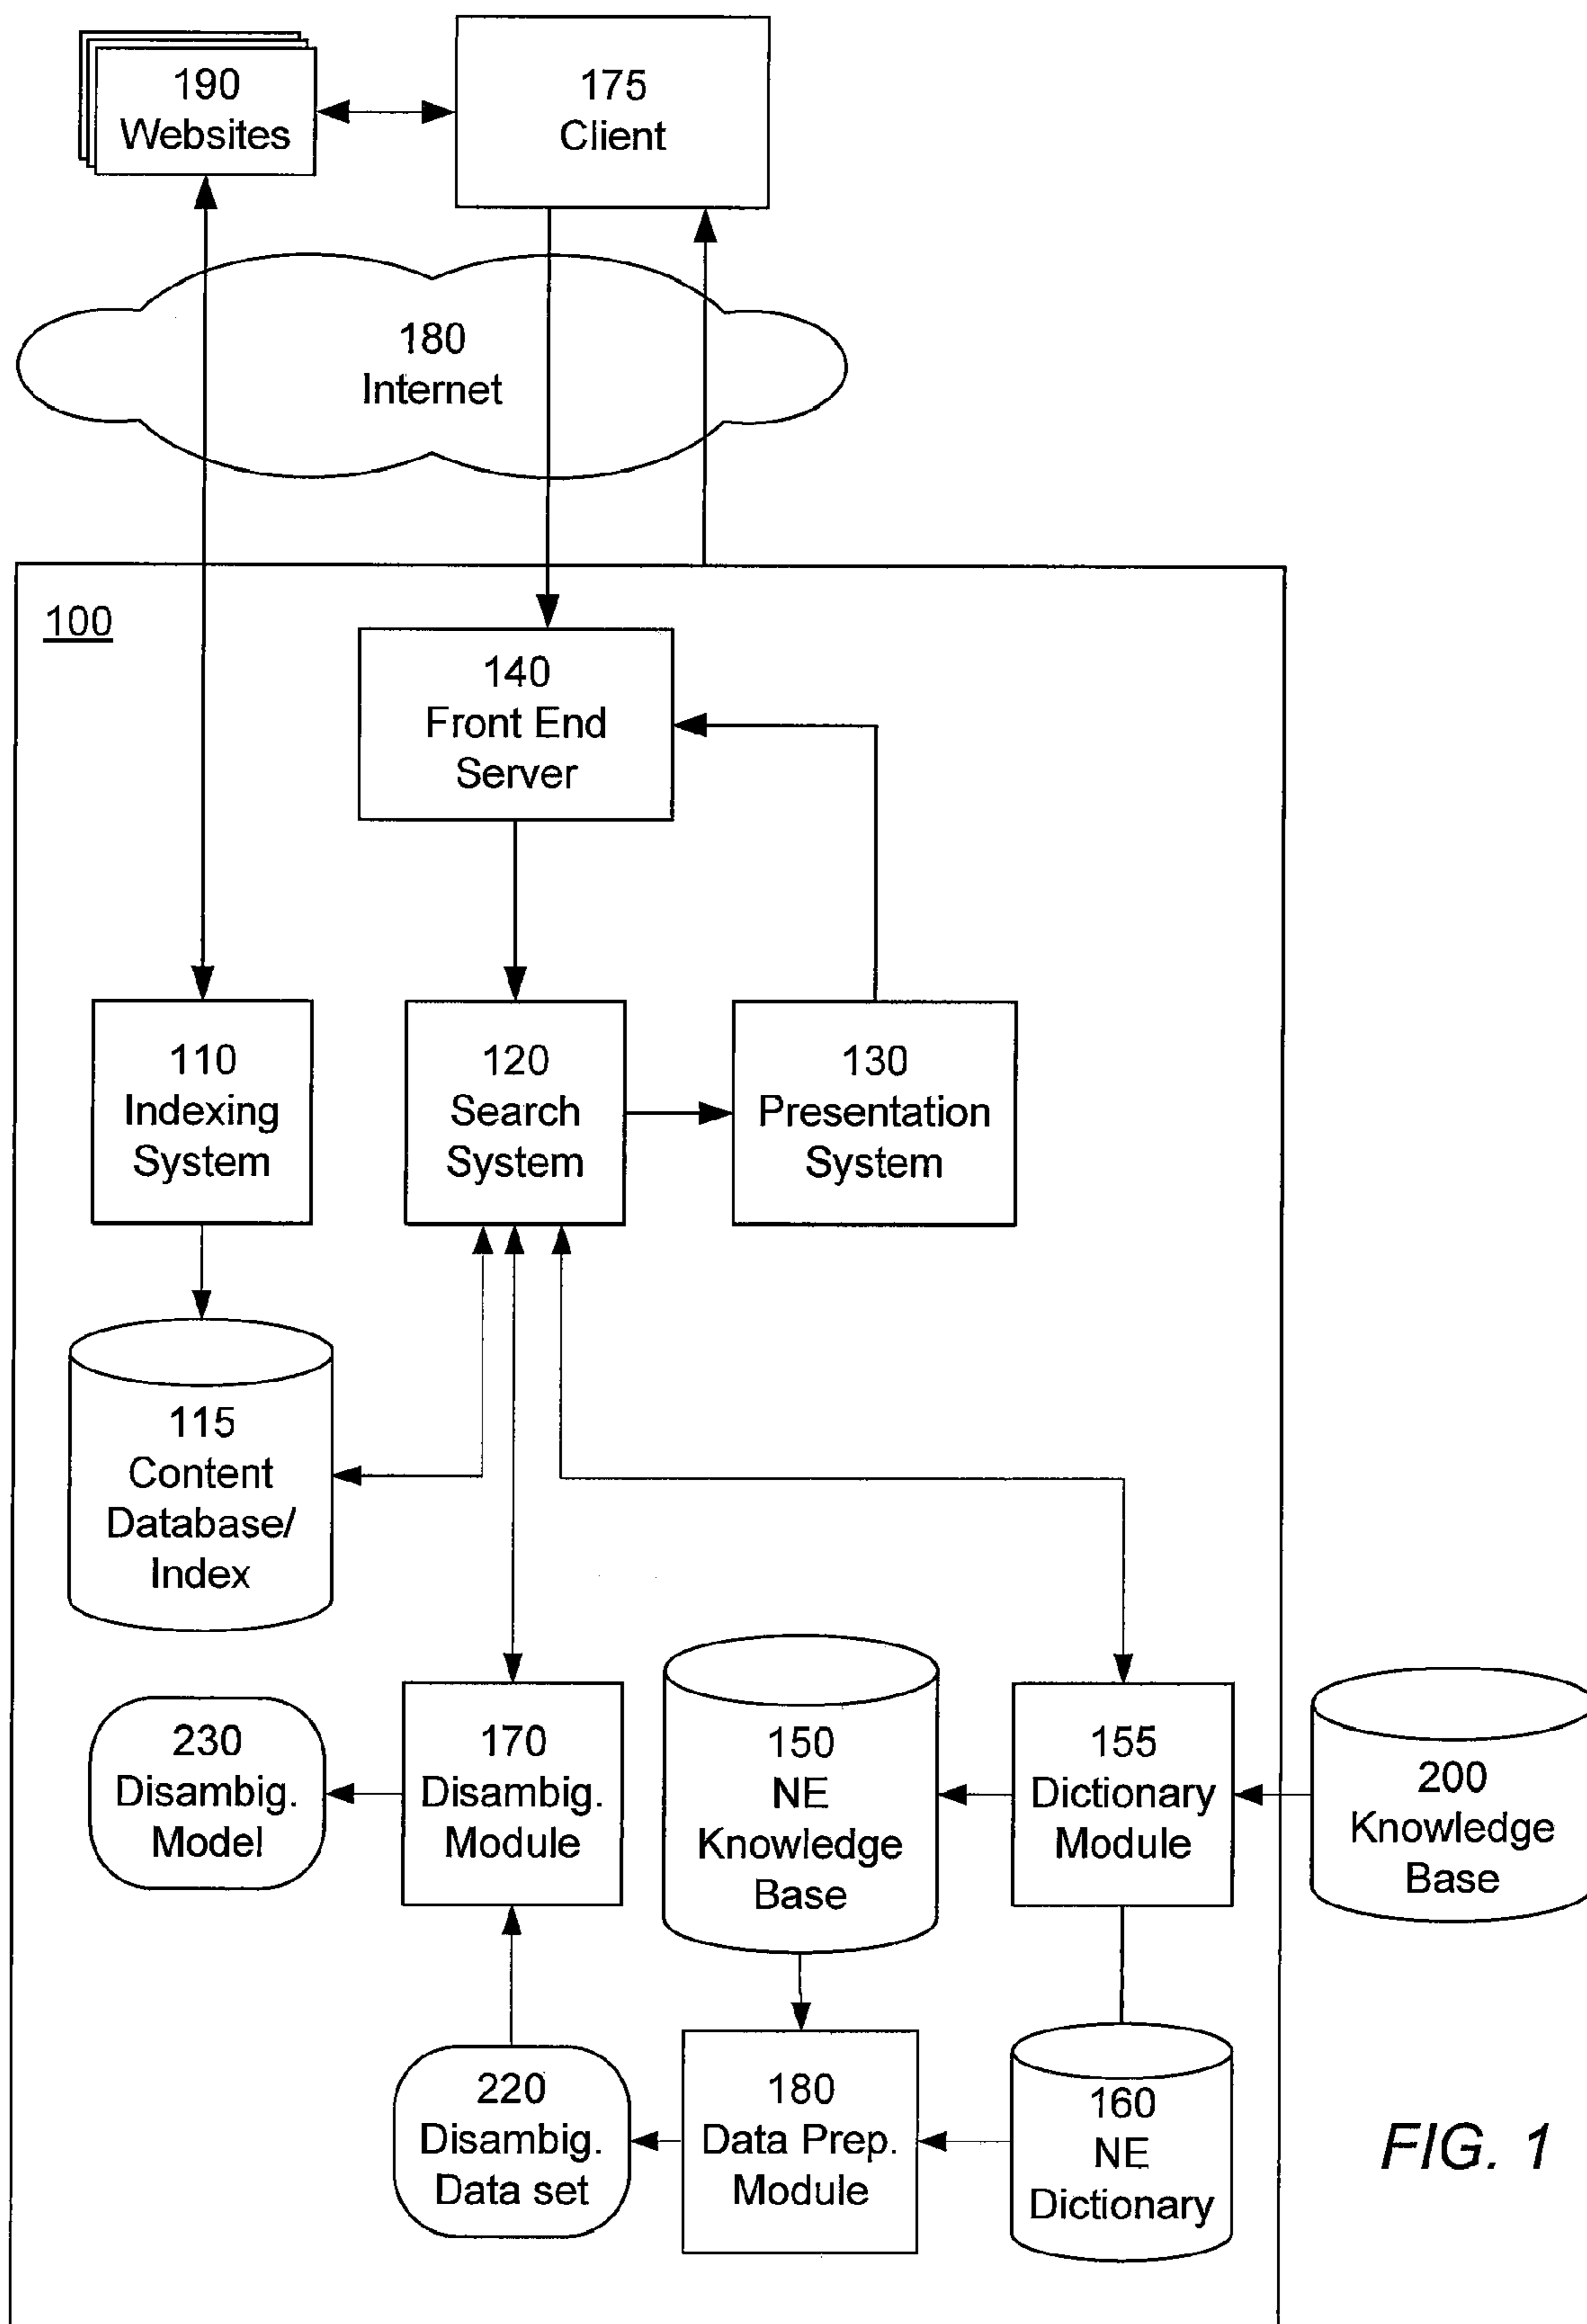 190
Websites
175
Client
180
Internet
100
140
Front End
Server
110
Indexing
System
120
Search
System
130
Presentation
System
115
Content
Database/
Index
230
Disambig.
Model
170
Disambig.
Module
150
NE
Knowledge
Base
155
Dictionary
Module
200
Knowledge
Base
220
Disambig.
Data set
180
Data Prep.
Module
160
NE
Dictionary
FIG. 1